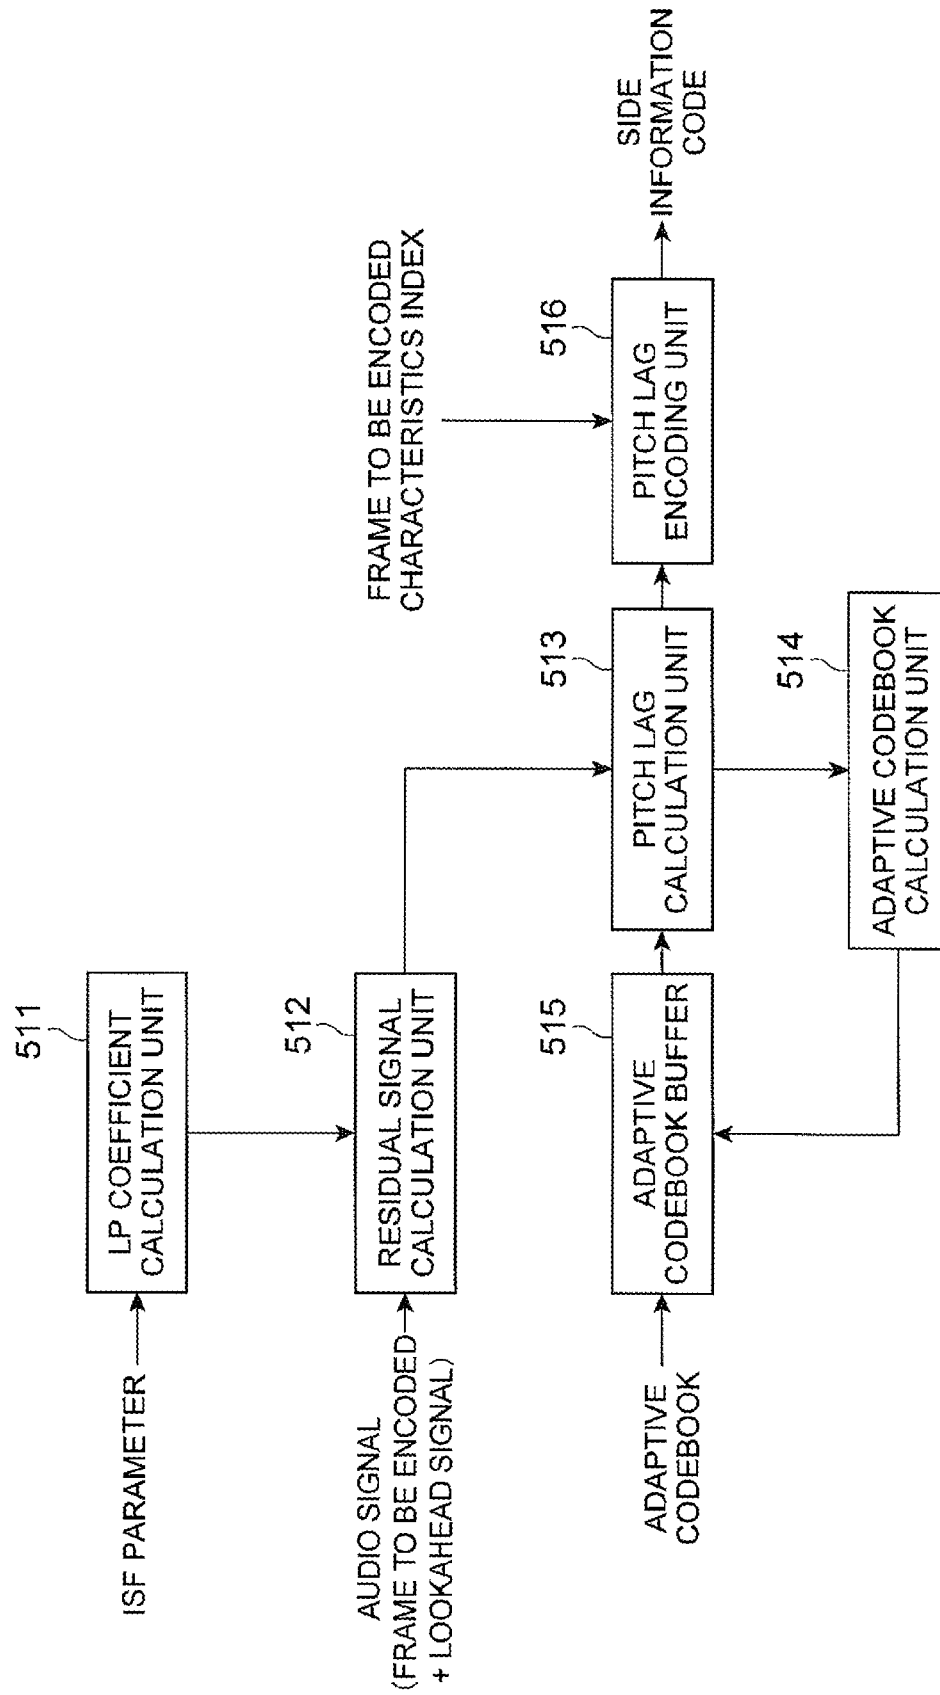 ISF PARAMETER
511
LP COEFFICIENT
CALCULATION UNIT
AUDIO SIGNAL
(FRAME TO BE ENCODED
+ LOOKAHEAD SIGNAL)
512
RESIDUAL SIGNAL
CALCULATION UNIT
FRAME TO BE ENCODED
CHARACTERISTICS INDEX
ADAPTIVE
CODEBOOK
515
ADAPTIVE
CODEBOOK BUFFER
513
PITCH LAG
CALCULATION UNIT
516
PITCH LAG
ENCODING UNIT
SIDE
INFORMATION
CODE
514
ADAPTIVE CODEBOOK
CALCULATION UNIT